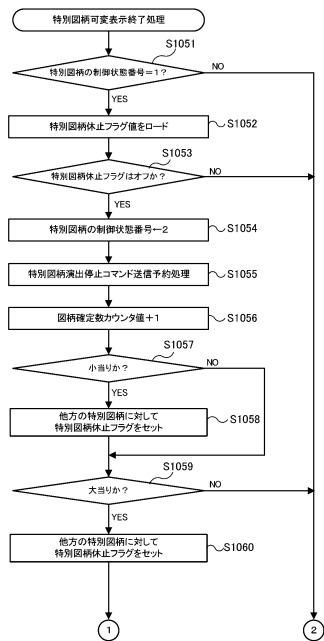 特別図柄可変表示終了処理
S1051
特別図柄の制御状態番号=1?
NO
YES
特別図柄休止フラグ値をロード
S1052
S1053
特別図柄休止フラグはオフか?
NO
YES
特別図柄の制御状態番号←2
S1054
特別図柄演出停止コマンド送信予約処理
S1055
図柄確定数カウンタ値+1
S1056
S1057
小当りか?
NO
YES
他方の特別図柄に対して
特別図柄休止フラグをセット
S1058
S1059
大当りか?
NO
YES
他方の特別図柄に対して
特別図柄休止フラグをセット
S1060
1
2